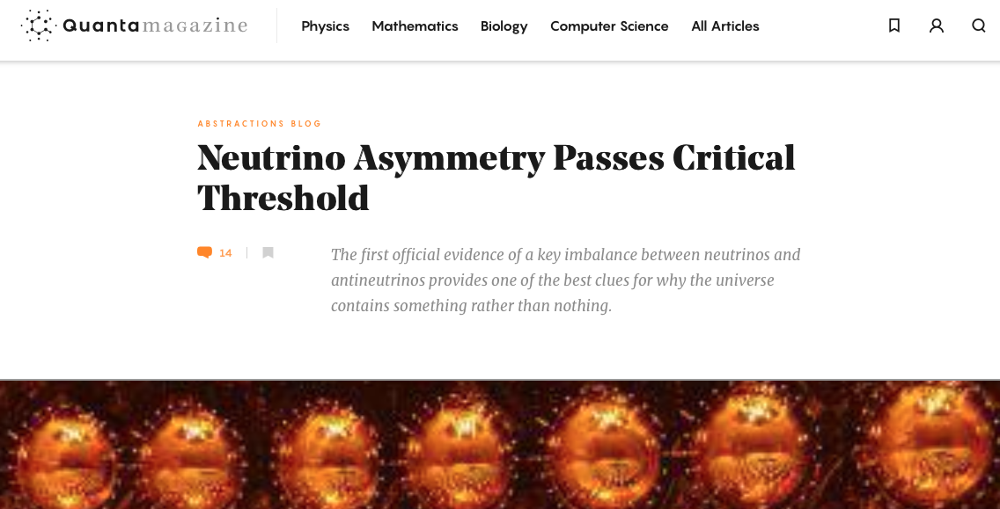 Quantamagazine
Physics Mathematics Biology Computer Science All Articles
ABSTRACTIONS BLOG
Neutrino Asymmetry Passes Critical
Threshold
14
The first official evidence of a key imbalance between neutrinos and
antineutrinos provides one of the best clues for why the universe
contains something rather than nothing.